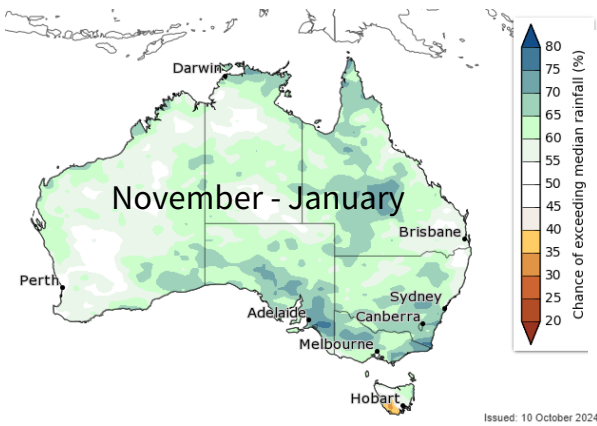 Darwin
November - January
Brisbane
Perth
Sydney
Adelaide
Canberra
Melbourne
Hobart
80
75
70
65
60
55
50
45
40
35
30
25
20
Chance of exceeding median rainfall (%)
Issued: 10 October 2024